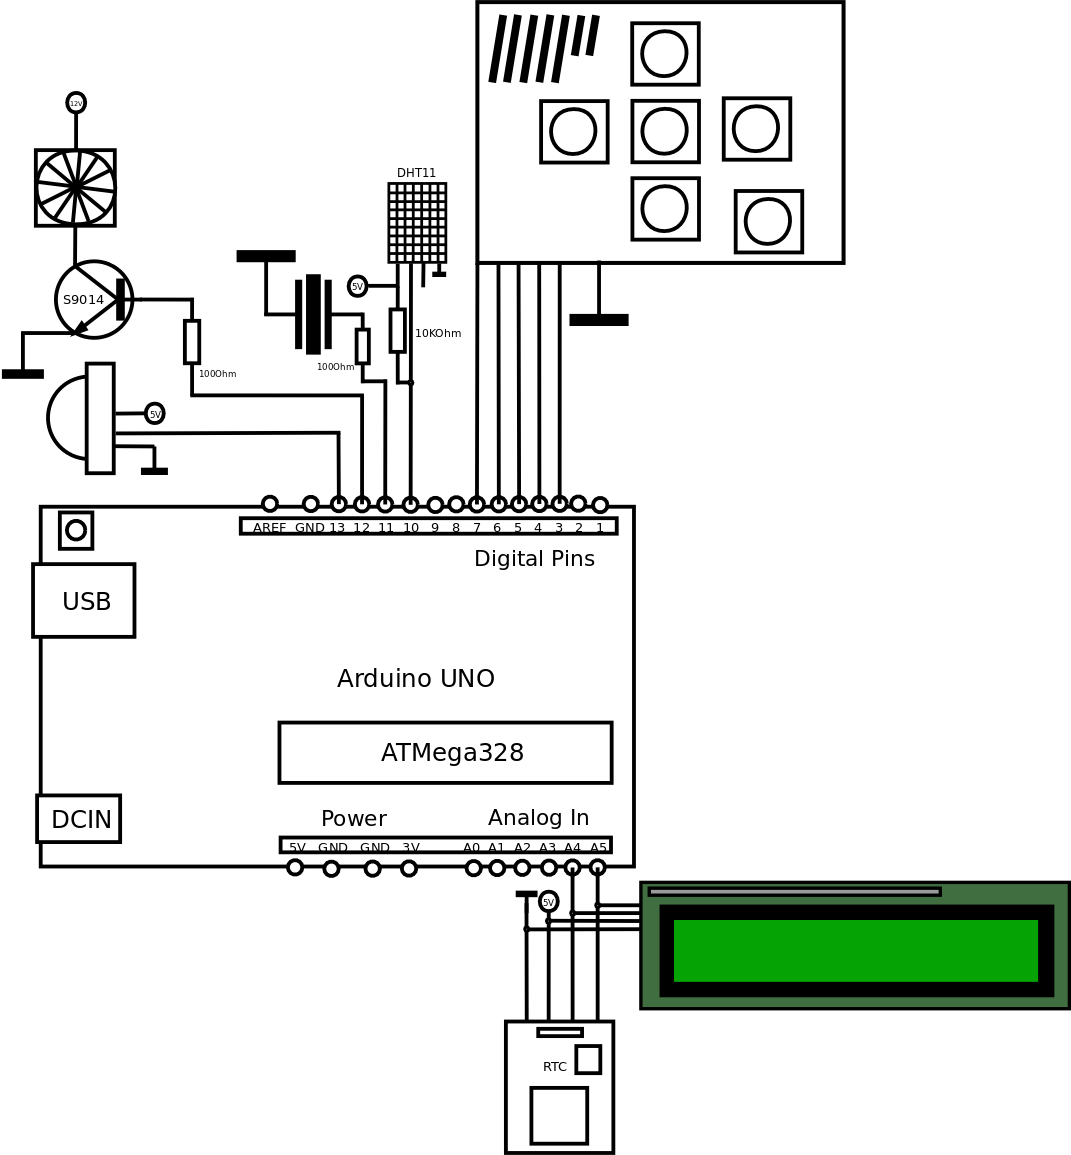 12V
DHT11
5V
S9014
10KOhm
100Ohm
100Ohm
5V
AREF GND 13 12 11 10 9 8 7 6 5 4 3 2 1
Digital Pins
USB
Arduino UNO
ATMega328
DCIN
Power
Analog In
5V GND GND 3V A0 A1 A2 A3 A4 A5
5V
RTC